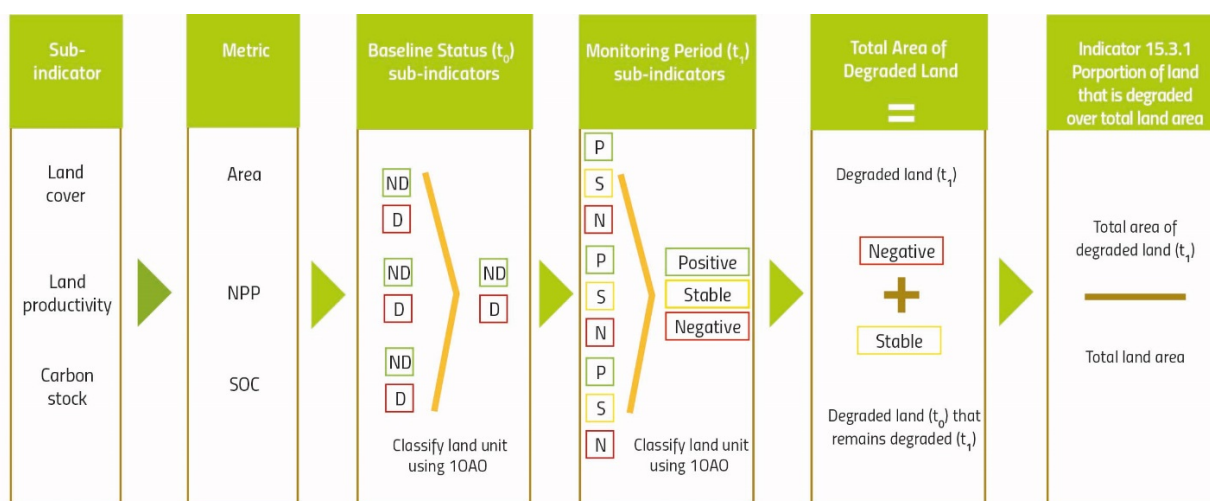 Sub-
indicator
Land
cover
Land
productivity
Carbon
stock
Metric
Area
NPP
SOC
Baseline Status (t0)
sub-indicators
ND
D
ND
D
ND
D
ND
D
Classify land unit
using 1OAO
Monitoring Period (t1)
sub-indicators
P
S
N
P
S
N
P
S
N
Positive
Stable
Negative
Classify land unit
using 1OAO
Total Area of
Degraded Land
=
Degraded land (t1)
Negative
+
Stable
Degraded land (t0) that
remains degraded (t1)
Indicator 15.3.1
Porportion of land
that is degraded
over total land area
Total area of
degraded land (t1)
Total land area